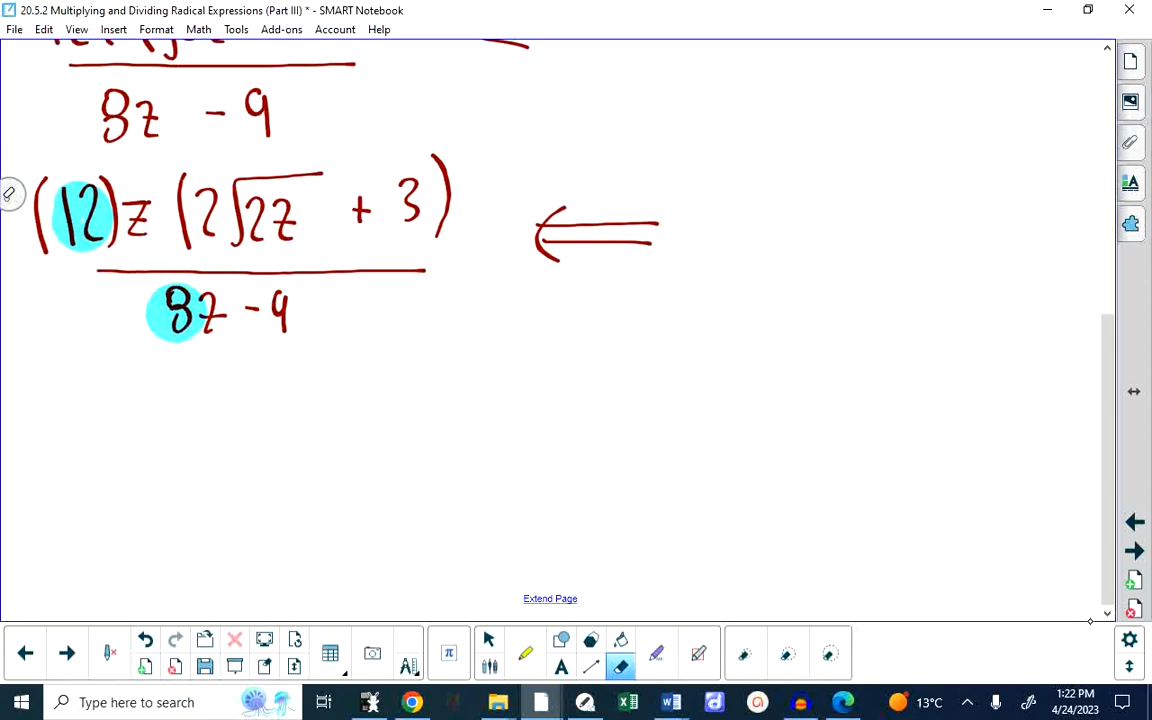 20.5.2 Multiplying and Dividing Radical Expressions (Part III) * - SMART Notebook
File Edit View Insert Format Math Tools Add-ons Account Help
8z - 9
(12)z (2√2z + 3)
8z - 9
Extend Page
Type here to search
13°C
1:22 PM
4/24/2023